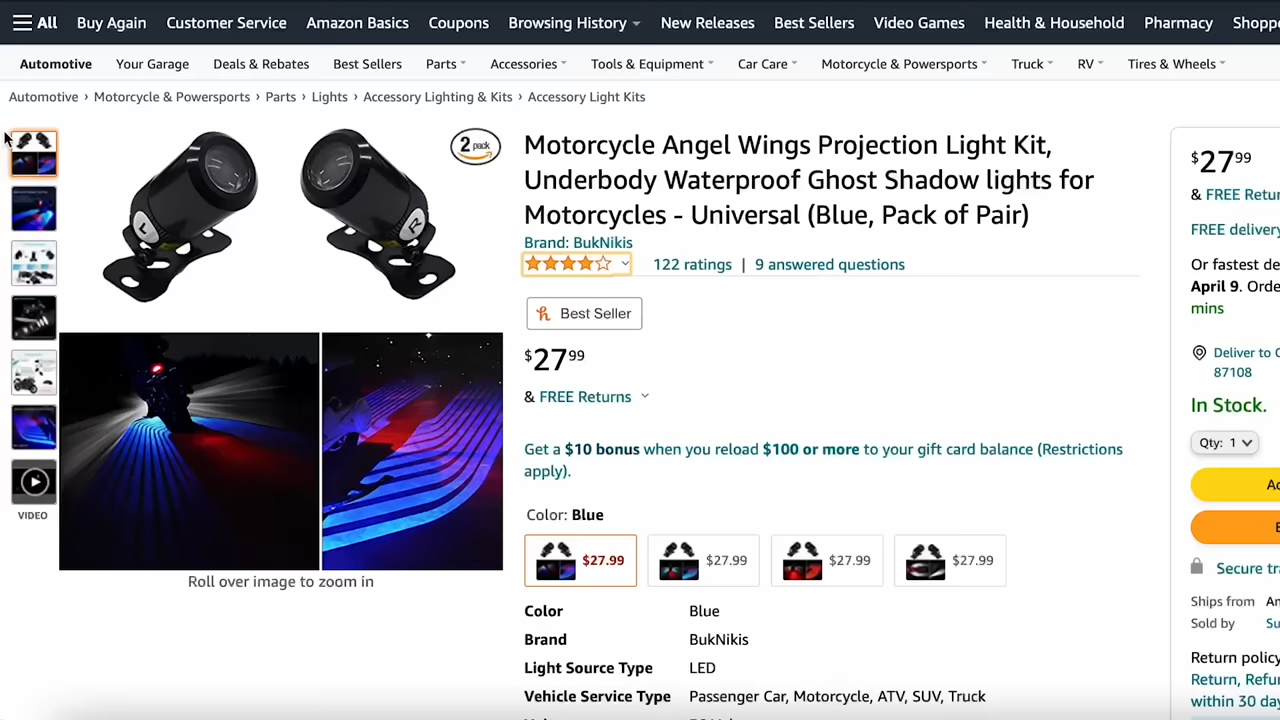 All Buy Again Customer Service Amazon Basics Coupons Browsing History New Releases Best Sellers Video Games Health & Household Pharmacy
Automotive Your Garage Deals & Rebates Best Sellers Parts Accessories Tools & Equipment Car Care Motorcycle & Powersports Truck RV Tires & Wheels
Automotive › Motorcycle & Powersports › Parts › Lights › Accessory Lighting & Kits › Accessory Light Kits
2 pack
L
R
VIDEO
Roll over image to zoom in
Motorcycle Angel Wings Projection Light Kit,
Underbody Waterproof Ghost Shadow lights for
Motorcycles - Universal (Blue, Pack of Pair)
Brand: BukNikis
122 ratings | 9 answered questions
Best Seller
$27 99
& FREE Returns
Get a $10 bonus when you reload $100 or more to your gift card balance (Restrictions
apply).
Color: Blue
$27.99 $27.99 $27.99 $27.99
Color Blue
Brand BukNikis
Light Source Type LED
Vehicle Service Type Passenger Car, Motorcycle, ATV, SUV, Truck
$27 99
& FREE
FREE
Or fastest
April 9.
mins
Deliver to
87108
In Stock.
Qty: 1
Secure
Ships from
Sold by
Return policy
Return,
within 30